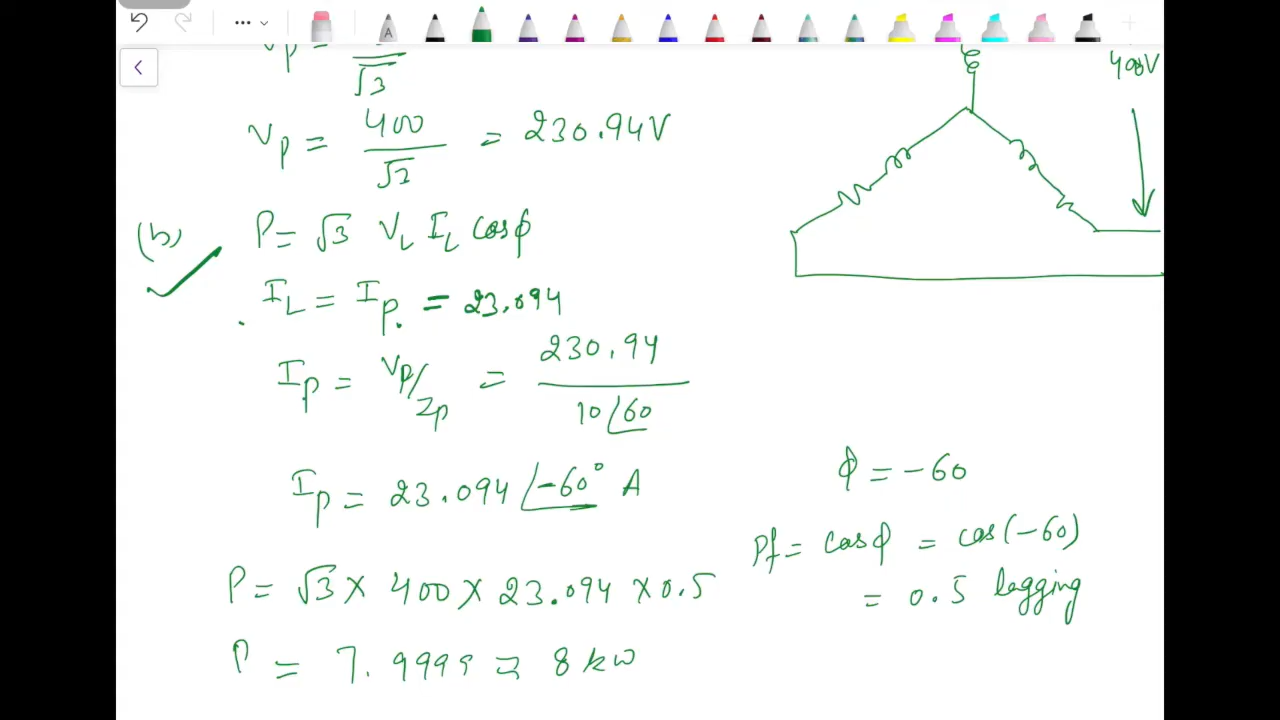 Vp = /√3
400V
Vp = 400/√3 = 230.94V
(b) P = √3 VL IL cosϕ
IL = Ip. = 23.094
Ip = Vp/Zp = 230.94 / 10∠60
Ip = 23.094 ∠-60° A
ϕ = -60
Pf = cosϕ = cos(-60)
= 0.5 lagging
P = √3 × 400 × 23.094 × 0.5
P = 7.9999 ≈ 8 kw
A